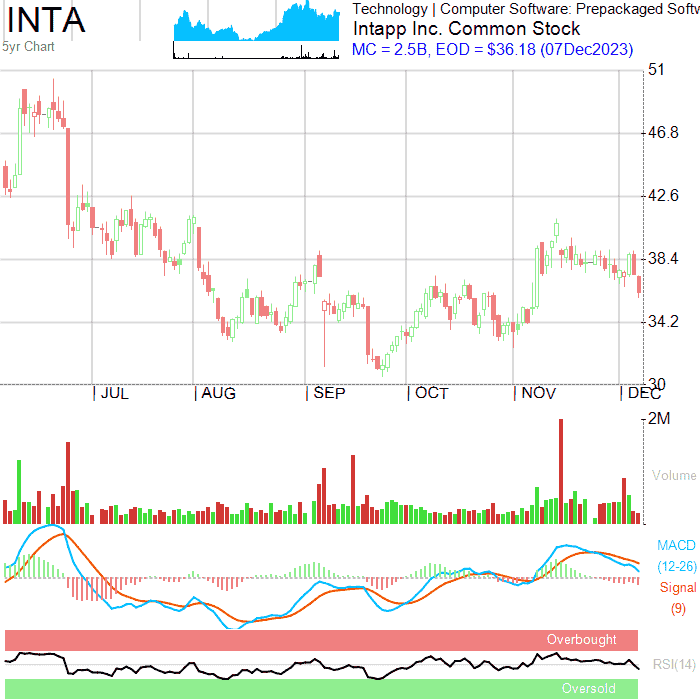 INTA
5yr Chart
Technology | Computer Software: Prepackaged Softw
Intapp Inc. Common Stock
MC = 2.5B, EOD = $36.18 (07Dec2023)
51
46.8
42.6
38.4
34.2
30
JUL AUG SEP OCT NOV DEC
2M
Volume
MACD
(12-26)
Signal
(9)
Overbought
RSI(14)
Oversold